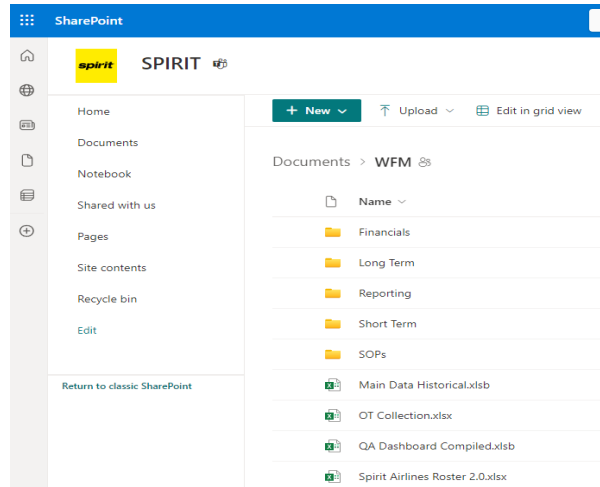 SharePoint
spirit
SPIRIT
Home
Documents
Notebook
Shared with us
Pages
Site contents
Recycle bin
Edit
Return to classic SharePoint
+ New
Upload
Edit in grid view
Documents > WFM
Name
Financials
Long Term
Reporting
Short Term
SOPs
Main Data Historical.xlsb
OT Collection.xlsx
QA Dashboard Compiled.xlsb
Spirit Airlines Roster 2.0.xlsx